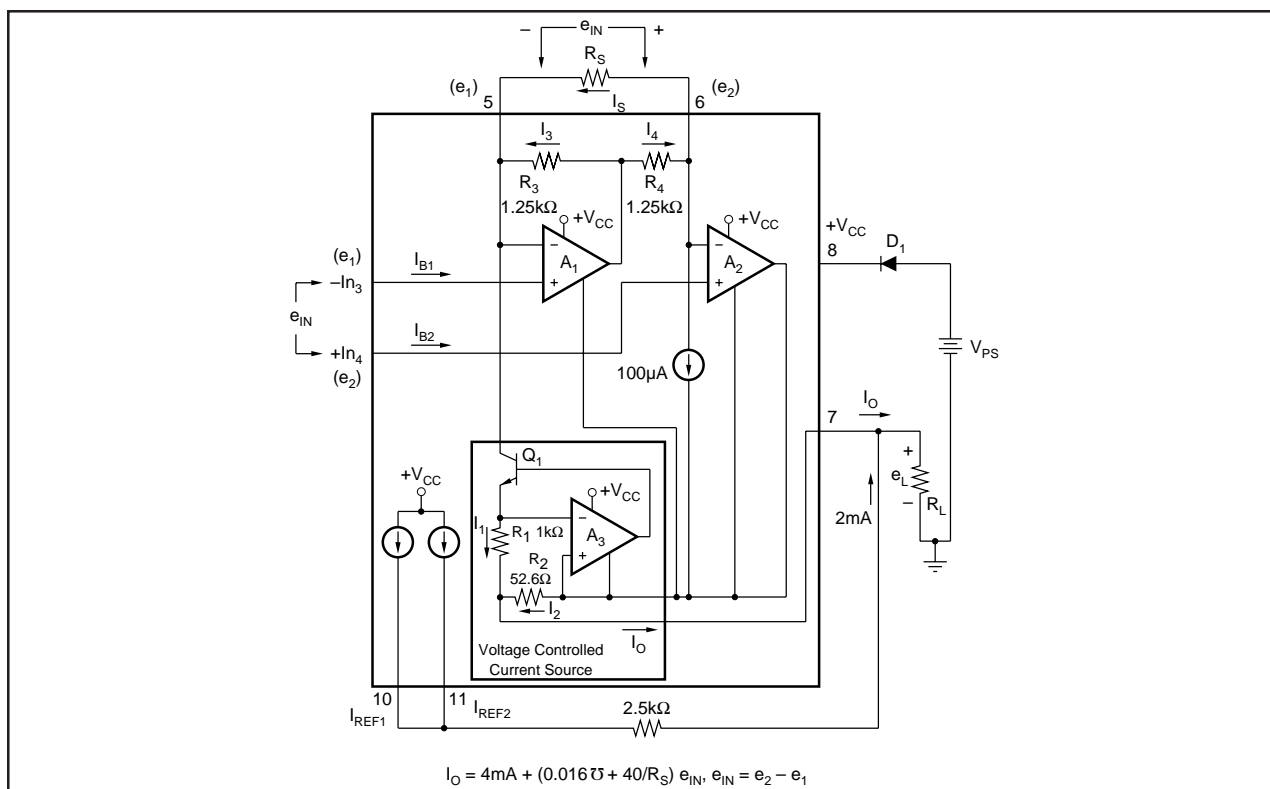 − e_IN +
R_S
(e_1) (e_2)
5 I_S 6
I_3 I_4
R_3 R_4
1.25kΩ 1.25kΩ
+V_CC +V_CC
+V_CC
8 D_1
− −
A_1 A_2
+ +
(e_1)
−In_3
I_B1
e_IN
I_B2
+In_4
(e_2)
V_PS
100µA
7 I_O
+
e_L
−
R_L
2mA
Q_1
+V_CC +V_CC
I_1 R_1 1kΩ
−
A_3
+
R_2
52.6Ω
I_2
I_O
Voltage Controlled
Current Source
10 11
I_REF1 I_REF2
2.5kΩ
I_O = 4mA + (0.016 ℧ + 40/R_S) e_IN, e_IN = e_2 − e_1